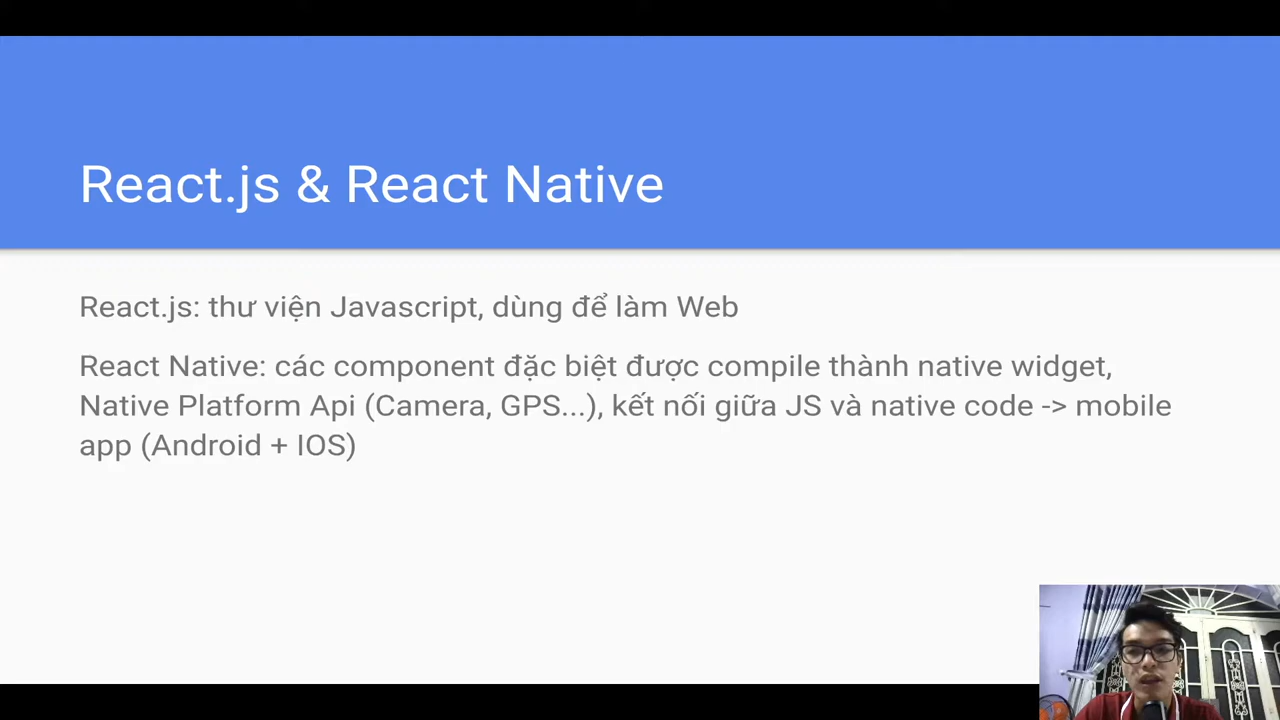 React.js & React Native
React.js: thư viện Javascript, dùng để làm Web
React Native: các component đặc biệt được compile thành native widget,
Native Platform Api (Camera, GPS...), kết nối giữa JS và native code -> mobile
app (Android + IOS)